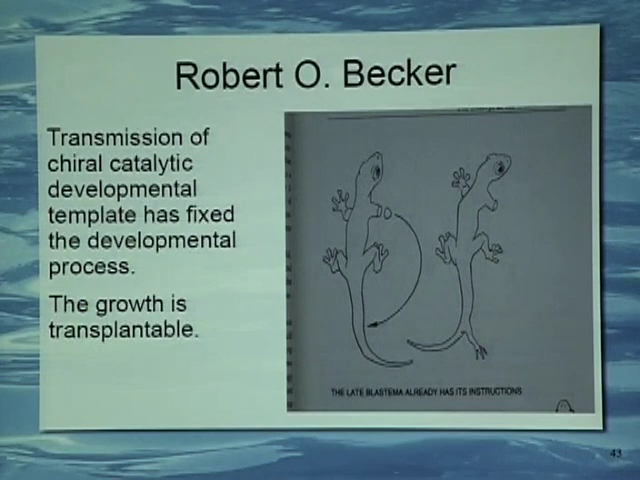 Robert O. Becker
Transmission of
chiral catalytic
developmental
template has fixed
the developmental
process.
The growth is
transplantable.
THE LATE BLASTEMA ALREADY HAS ITS INSTRUCTIONS
43